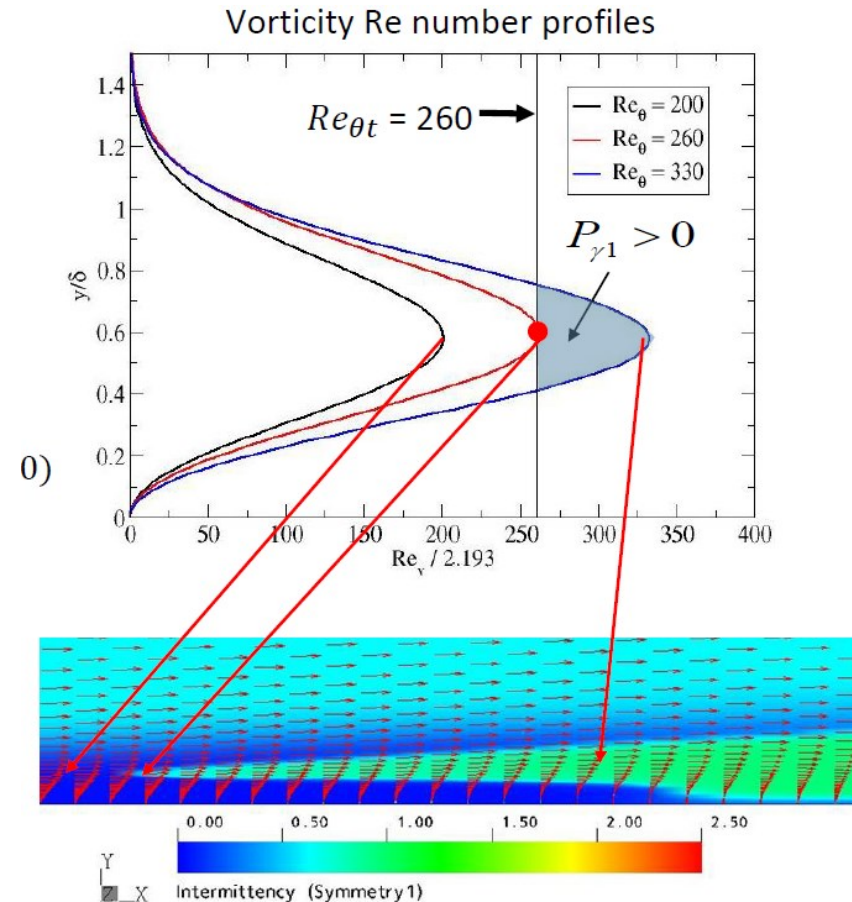 Vorticity Re number profiles
1.4
1.2
1
0.8
0.6
0.4
0.2
0
y/δ
Re_θt = 260
Re_θ = 200
Re_θ = 260
Re_θ = 330
P_γ1 > 0
0)
0 50 100 150 200 250 300 350 400
Re_v / 2.193
0.00 0.50 1.00 1.50 2.00 2.50
Y
Z X
Intermittency (Symmetry1)